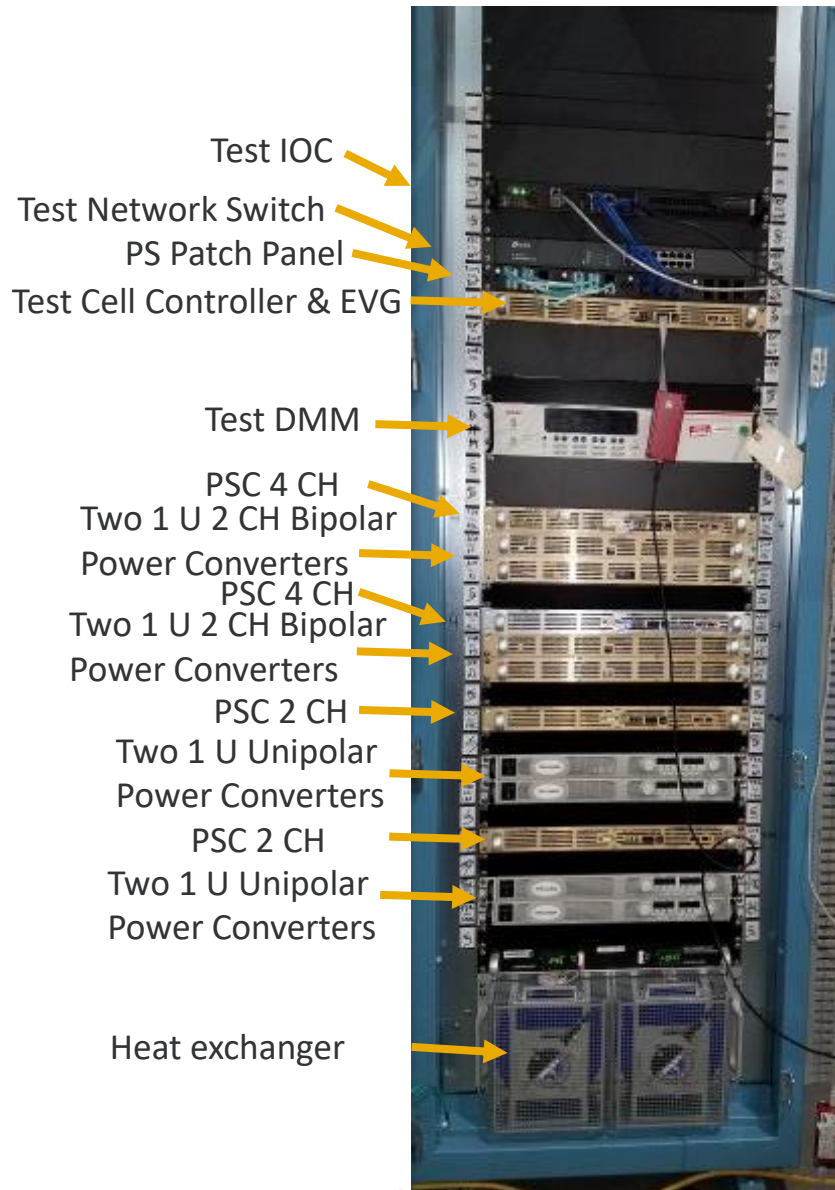 Test IOC
Test Network Switch
PS Patch Panel
Test Cell Controller & EVG
Test DMM
PSC 4 CH
Two 1 U 2 CH Bipolar
Power Converters
PSC 4 CH
Two 1 U 2 CH Bipolar
Power Converters
PSC 2 CH
Two 1 U Unipolar
Power Converters
PSC 2 CH
Two 1 U Unipolar
Power Converters
Heat exchanger